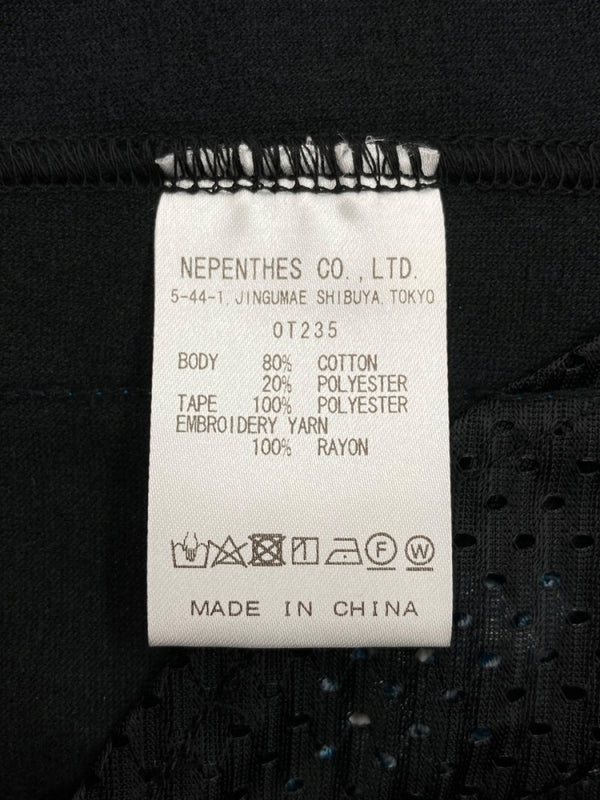 NEPENTHES CO.,LTD.
5-44-1, JINGUMAE SHIBUYA, TOKYO
OT235
BODY 80% COTTON
20% POLYESTER
TAPE 100% POLYESTER
EMBROIDERY YARN
100% RAYON
F W
MADE IN CHINA